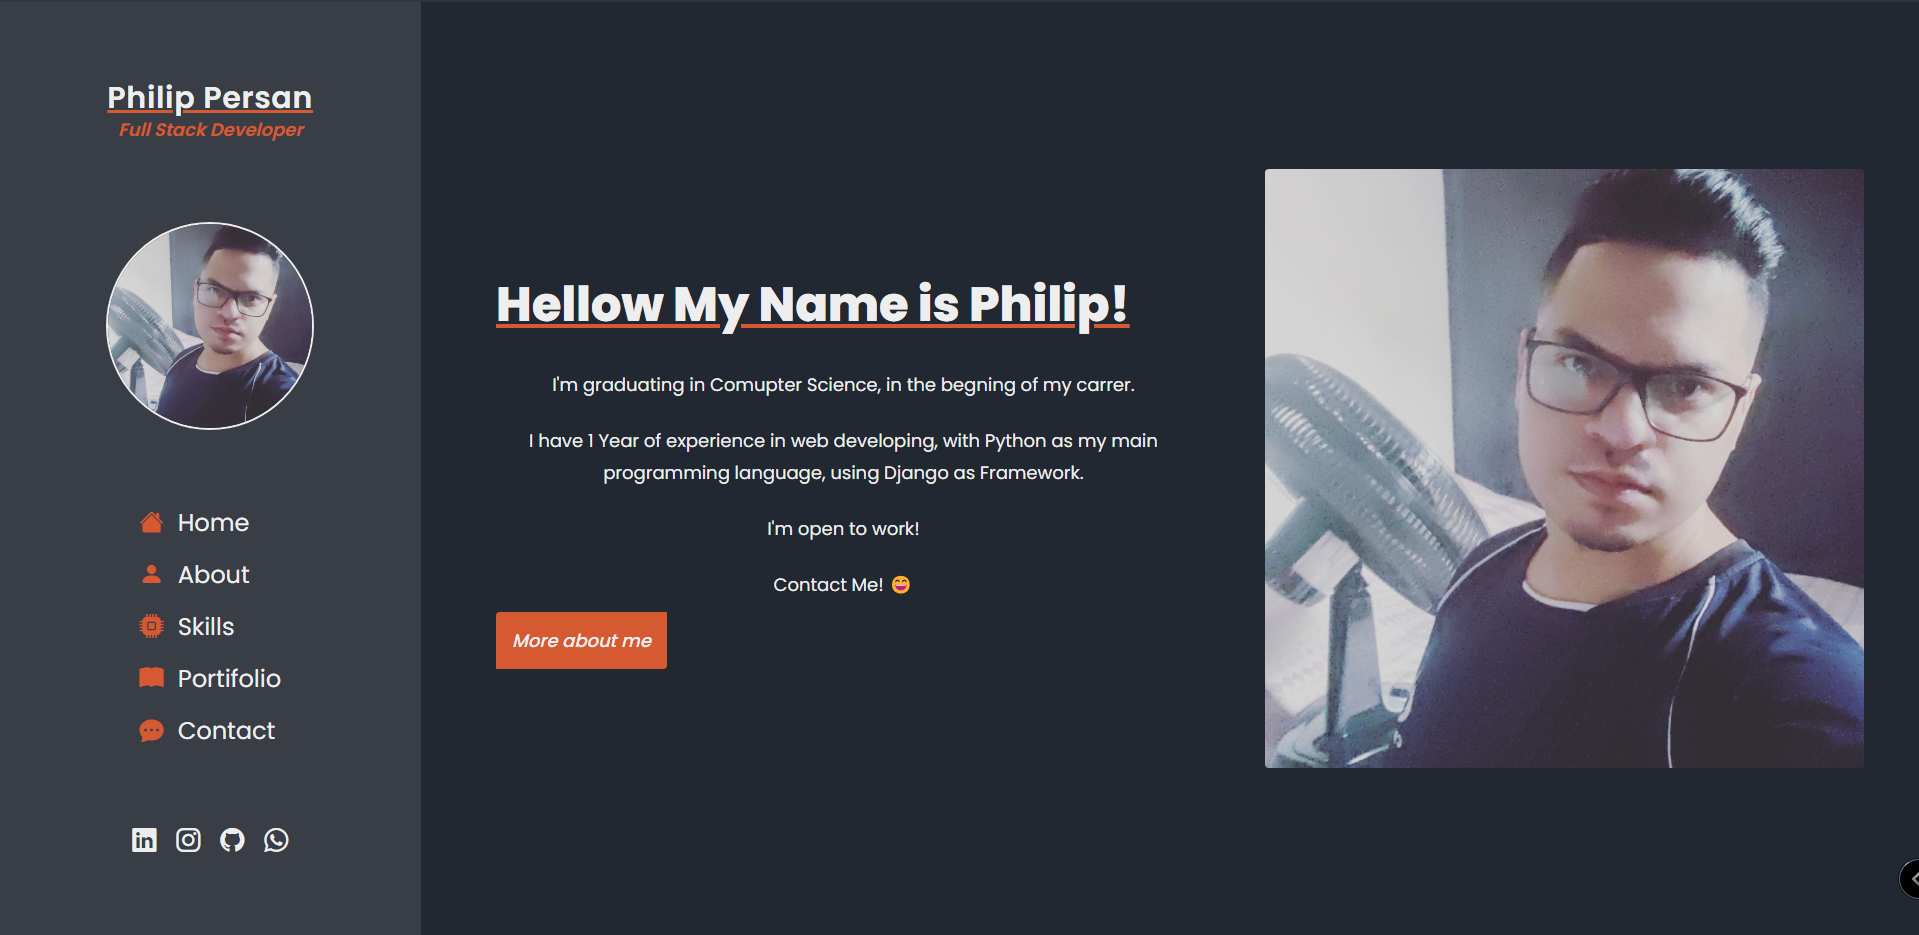 Philip Persan
Full Stack Developer
Home
About
Skills
Portifolio
Contact
in
Hellow My Name is Philip!
I'm graduating in Comupter Science, in the begning of my carrer.
I have 1 Year of experience in web developing, with Python as my main
programming language, using Django as Framework.
I'm open to work!
Contact Me! 😄
More about me